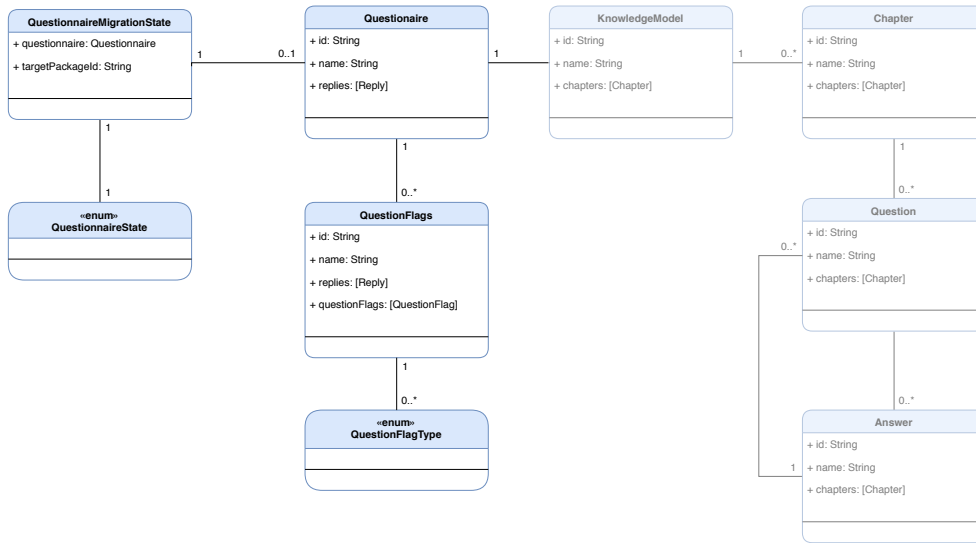 QuestionnaireMigrationState
+ questionnaire: Questionnaire
+ targetPackageId: String
1
0..1
Questionaire
+ id: String
+ name: String
+ replies: [Reply]
1
KnowledgeModel
+ id: String
+ name: String
+ chapters: [Chapter]
1
0..*
Chapter
+ id: String
+ name: String
+ chapters: [Chapter]
1
1
«enum»
QuestionnaireState
1
0..*
QuestionFlags
+ id: String
+ name: String
+ replies: [Reply]
+ questionFlags: [QuestionFlag]
1
0..*
«enum»
QuestionFlagType
1
0..*
Question
+ id: String
+ name: String
+ chapters: [Chapter]
0..*
0..*
1
Answer
+ id: String
+ name: String
+ chapters: [Chapter]